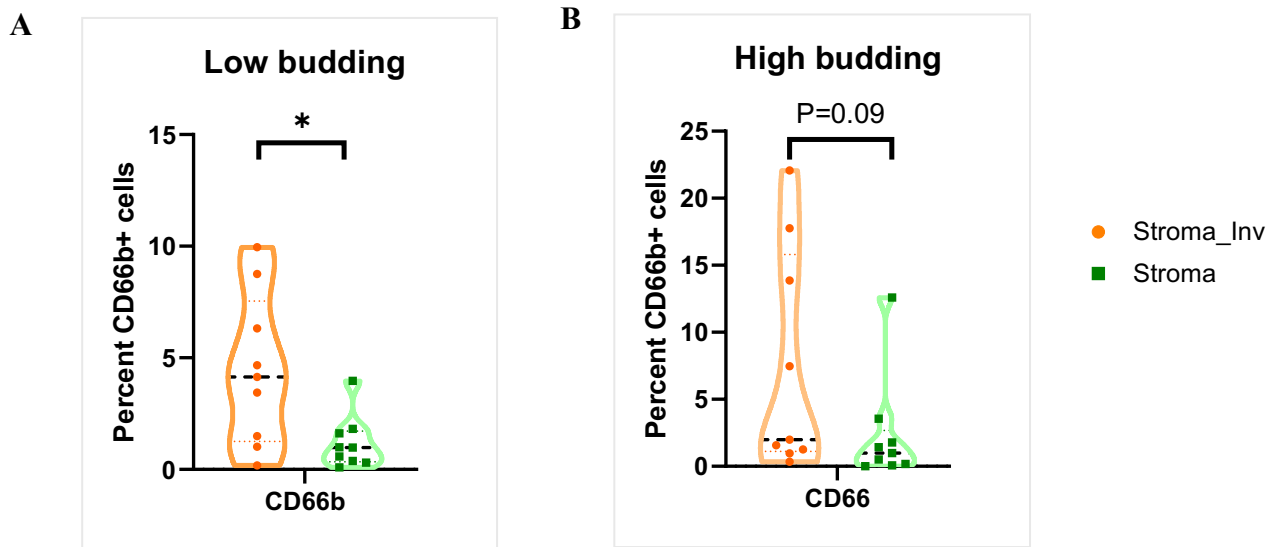 A
Low budding
*
15
10
5
0
Percent CD66b+ cells
CD66b
B
High budding
P=0.09
25
20
15
10
5
0
Percent CD66b+ cells
CD66
Stroma_Inv
Stroma